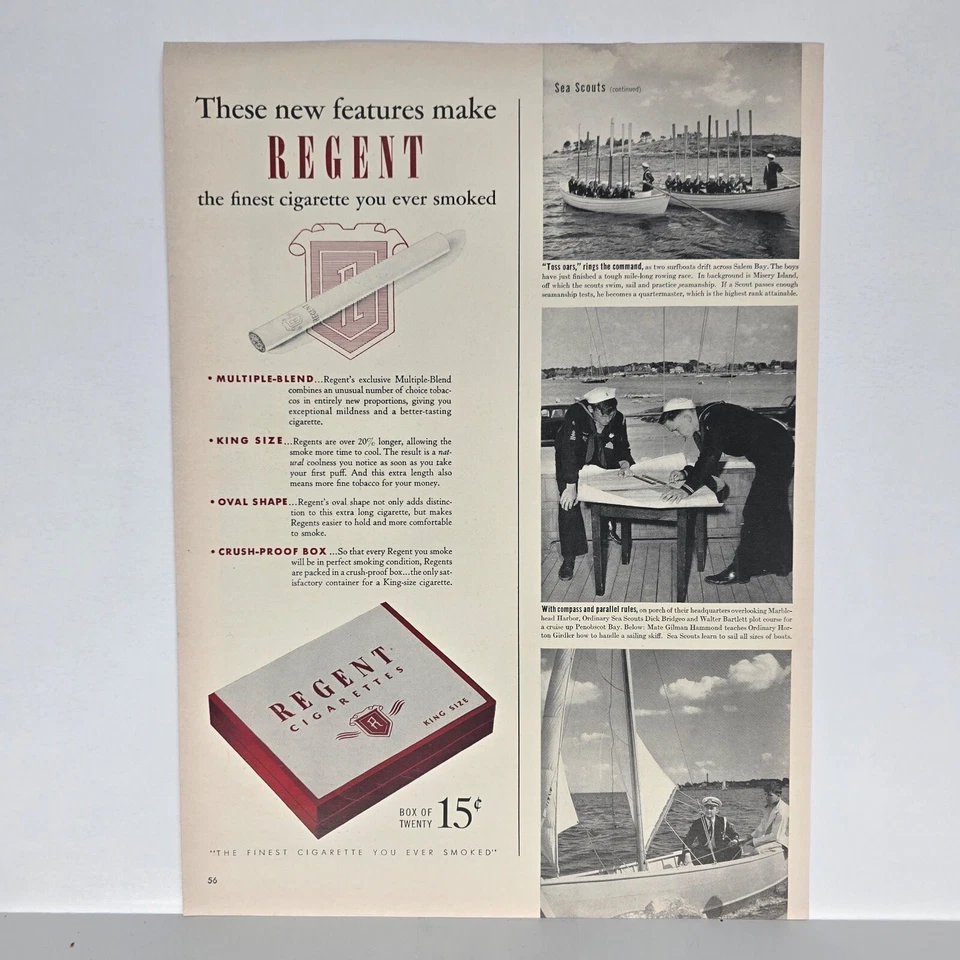 These new features make
REGENT
the finest cigarette you ever smoked
REGENT
• MULTIPLE-BLEND...Regent's exclusive Multiple-Blend
combines an unusual number of choice tobac-
cos in entirely new proportions, giving you
exceptional mildness and a better-tasting
cigarette.
• KING SIZE...Regents are over 20% longer, allowing the
smoke more time to cool. The result is a nat-
ural coolness you notice as soon as you take
your first puff. And this extra length also
means more fine tobacco for your money.
• OVAL SHAPE...Regent's oval shape not only adds distinc-
tion to this extra long cigarette, but makes
Regents easier to hold and more comfortable
to smoke.
• CRUSH-PROOF BOX ...So that every Regent you smoke
will be in perfect smoking condition, Regents
are packed in a crush-proof box...the only sat-
isfactory container for a King-size cigarette.
REGENT
CIGARETTES
R
KING SIZE
BOX OF
TWENTY 15¢
"THE FINEST CIGARETTE YOU EVER SMOKED"
56
Sea Scouts (continued)
"Toss oars," rings the command, as two surfboats drift across Salem Bay. The boys
have just finished a tough mile-long rowing race. In background is Misery Island,
off which the scouts swim, sail and practice seamanship. If a Scout passes enough
seamanship tests, he becomes a quartermaster, which is the highest rank attainable.
With compass and parallel rules, on porch of their headquarters overlooking Marble-
head Harbor, Ordinary Sea Scouts Dick Bridgeo and Walter Bartlett plot course for
a cruise up Penobscot Bay. Below: Mate Gilman Hammond teaches Ordinary Hor-
ton Girdler how to handle a sailing skiff. Sea Scouts learn to sail all sizes of boats.